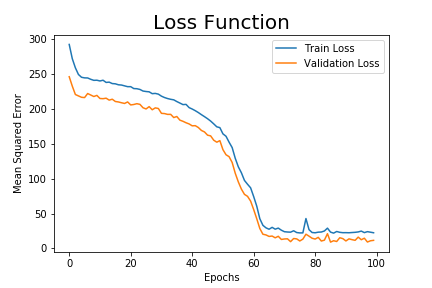 Loss Function
Train Loss
Validation Loss
Mean Squared Error
300
250
200
150
100
50
0
0 20 40 60 80 100
Epochs